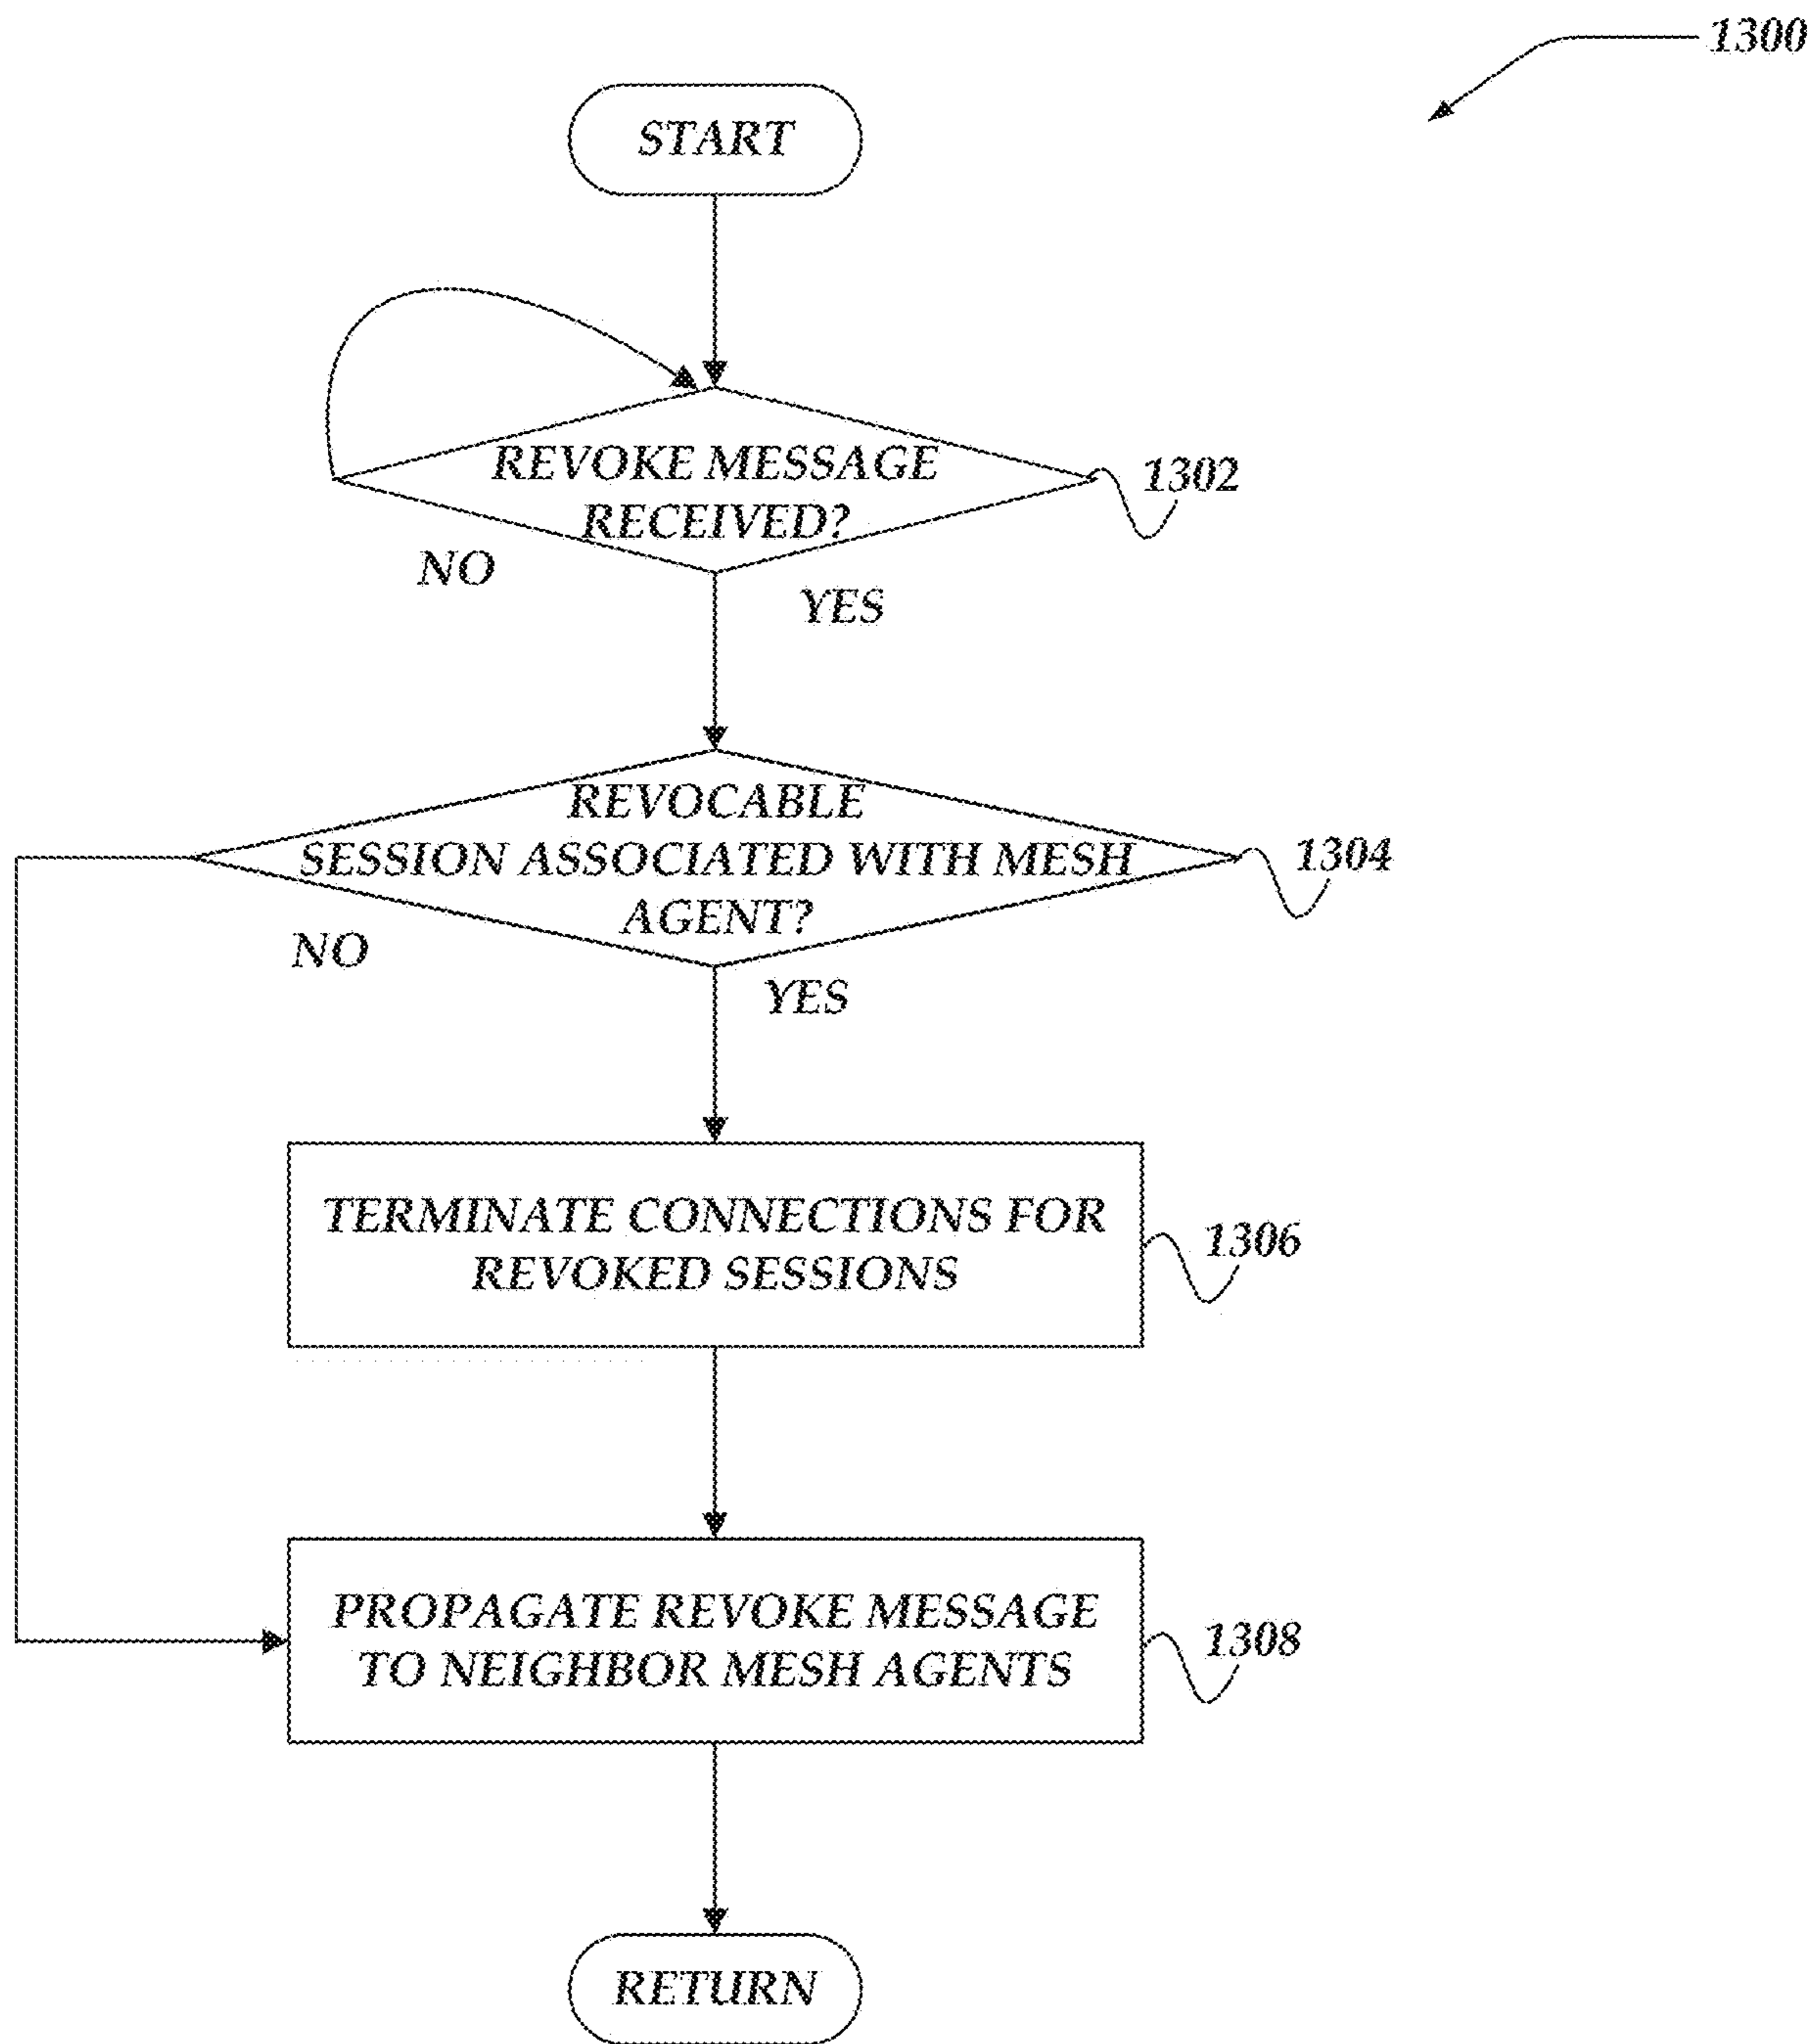 1300
START
REVOKE MESSAGE
RECEIVED?
1302
NO
YES
REVOCABLE
SESSION ASSOCIATED WITH MESH
AGENT?
1304
NO
YES
TERMINATE CONNECTIONS FOR
REVOKED SESSIONS
1306
PROPAGATE REVOKE MESSAGE
TO NEIGHBOR MESH AGENTS
1308
RETURN